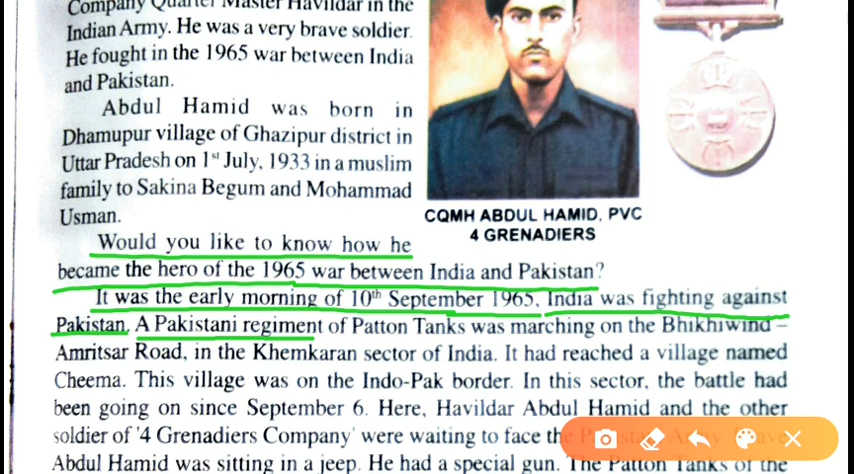 Company Quarter Master Havildar in the
Indian Army. He was a very brave soldier.
He fought in the 1965 war between India
and Pakistan.
Abdul Hamid was born in
Dhamupur village of Ghazipur district in
Uttar Pradesh on 1st July, 1933 in a muslim
family to Sakina Begum and Mohammad
Usman.
CQMH ABDUL HAMID, PVC
4 GRENADIERS
Would you like to know how he
became the hero of the 1965 war between India and Pakistan?
It was the early morning of 10th September 1965. India was fighting against
Pakistan. A Pakistani regiment of Patton Tanks was marching on the Bhikhiwind –
Amritsar Road, in the Khemkaran sector of India. It had reached a village named
Cheema. This village was on the Indo-Pak border. In this sector, the battle had
been going on since September 6. Here, Havildar Abdul Hamid and the other
soldier of '4 Grenadiers Company' were waiting to face the
Abdul Hamid was sitting in a jeep. He had a special gun. The Patton Tanks of the